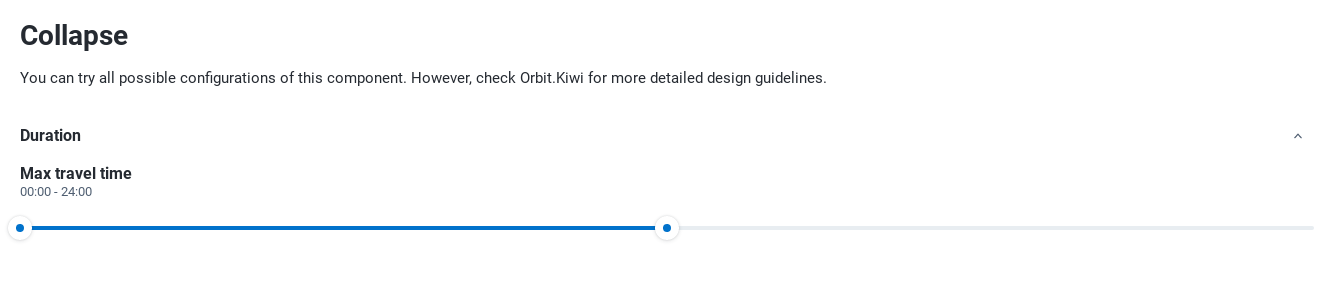 Collapse
You can try all possible configurations of this component. However, check Orbit.Kiwi for more detailed design guidelines.
Duration
Max travel time
00:00 - 24:00